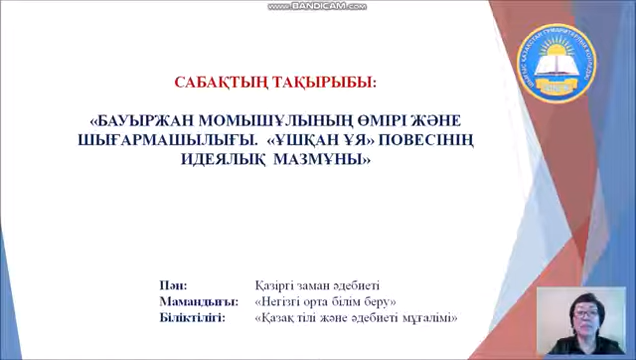 www.BANDICAM.com
САБАҚТЫҢ ТАҚЫРЫБЫ:
«БАУЫРЖАН МОМЫШҰЛЫНЫҢ ӨМІРІ ЖӘНЕ
ШЫҒАРМАШЫЛЫҒЫ. «ҰШҚАН ҰЯ» ПОВЕСІНІҢ
ИДЕЯЛЫҚ МАЗМҰНЫ»
Пән: Қазіргі заман әдебиеті
Мамандығы: «Негізгі орта білім беру»
Біліктілігі: «Қазақ тілі және әдебиеті мұғалімі»